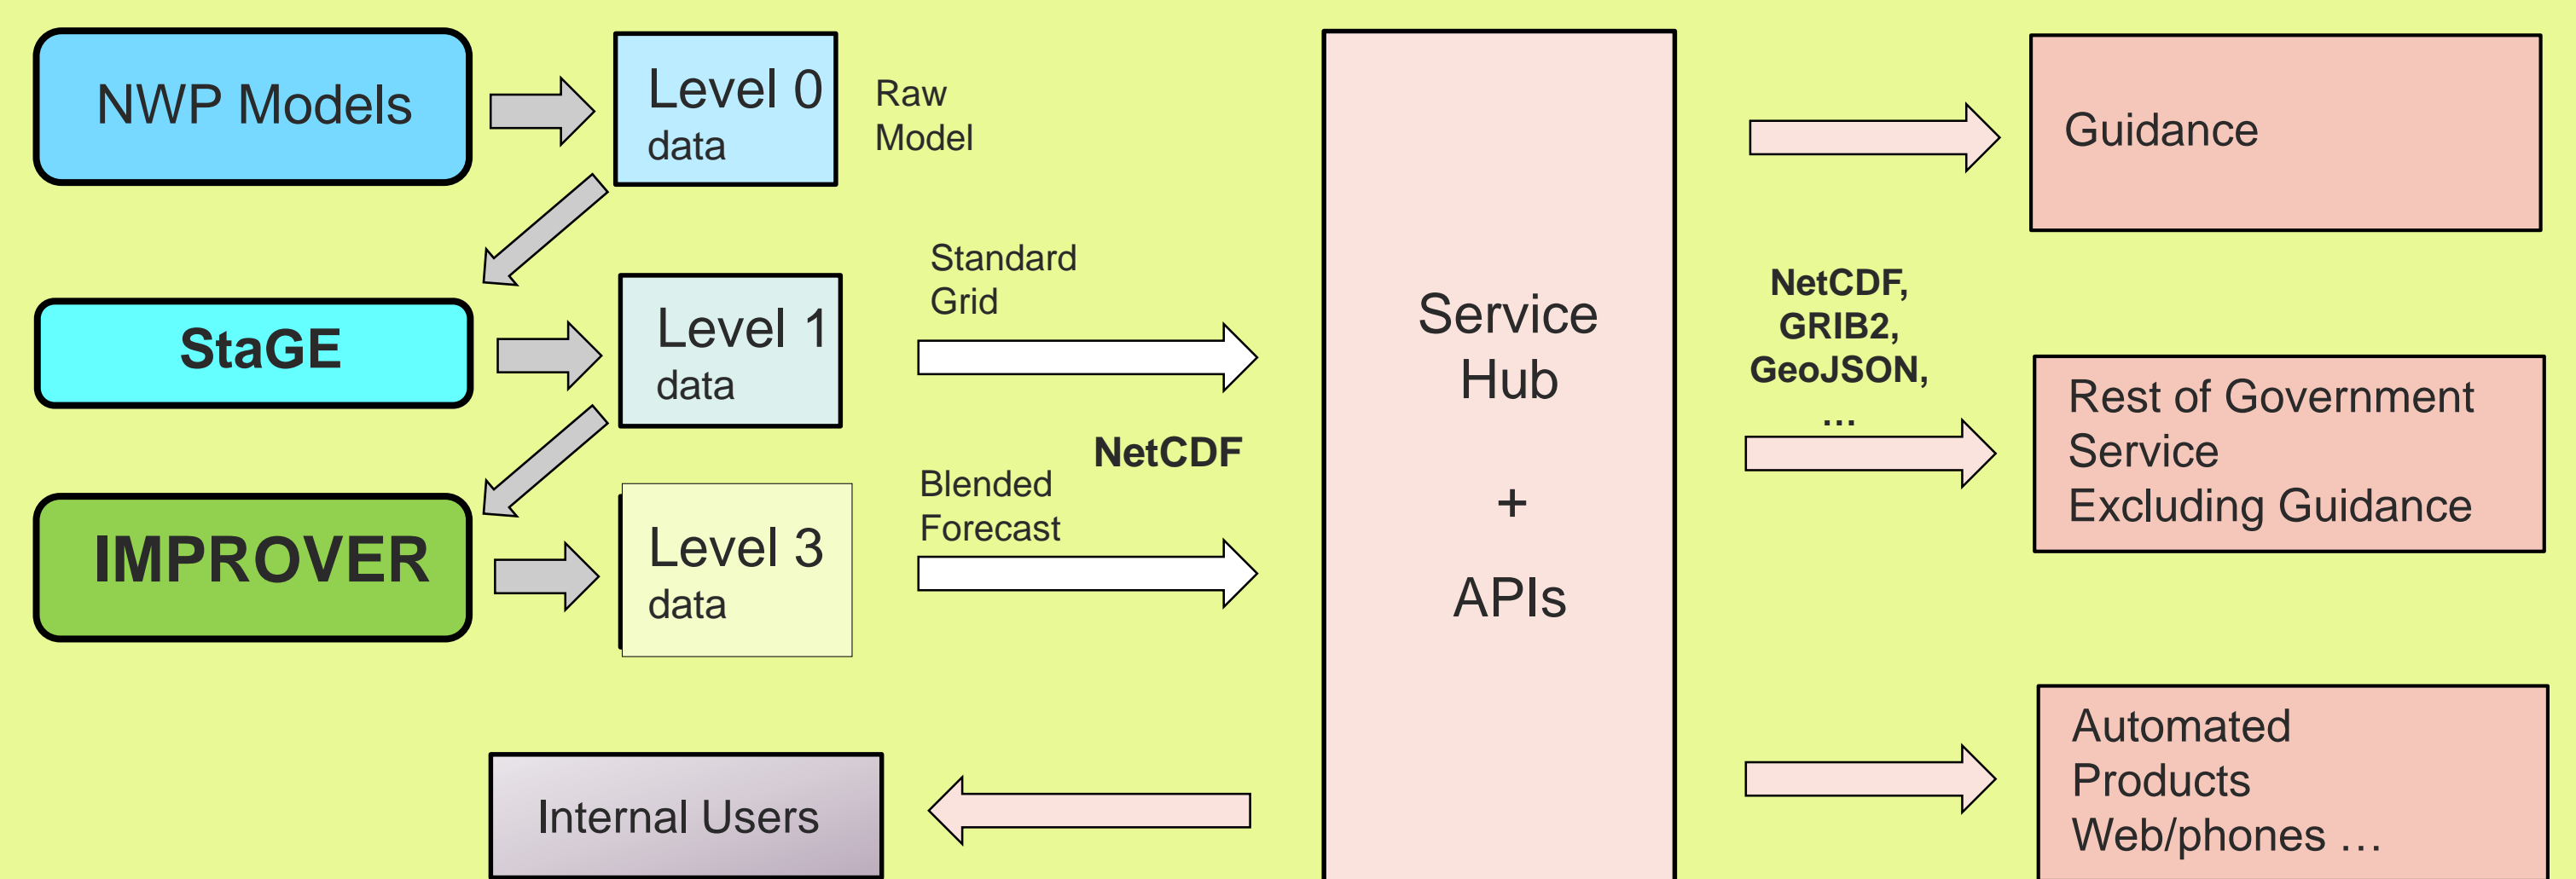 NWP Models
Level 0
data
Raw
Model
Guidance
StaGE
Level 1
data
Standard
Grid
Service
Hub
+
APIs
NetCDF,
GRIB2,
GeoJSON,
...
Rest of Government
Service
Excluding Guidance
IMPROVER
Level 3
data
NetCDF
Blended
Forecast
Internal Users
Automated
Products
Web/phones ...